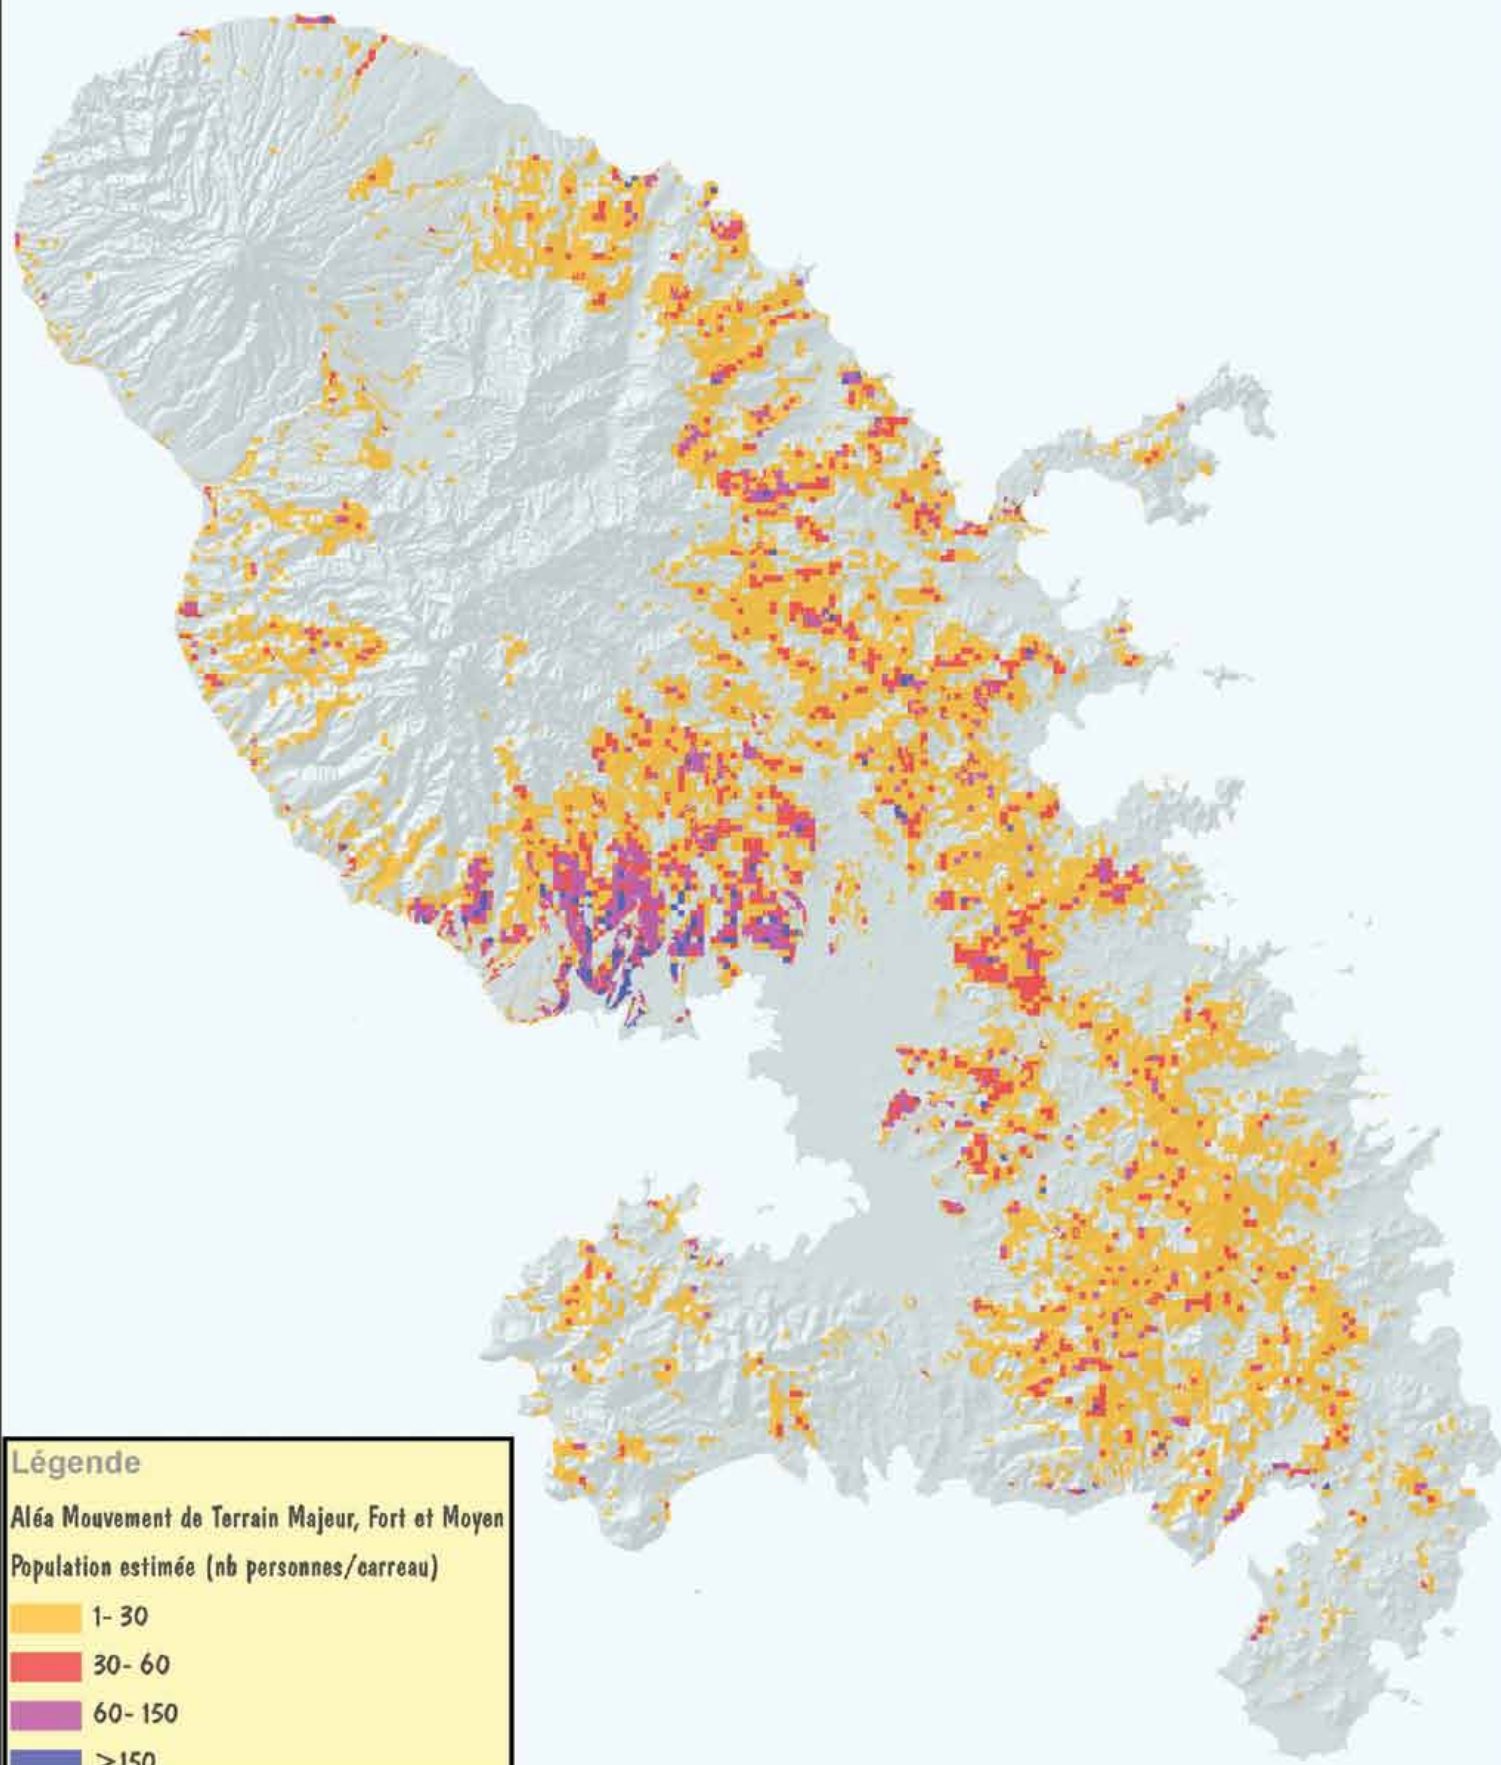 Légende
Aléa Mouvement de Terrain Majeur, Fort et Moyen
Population estimée (nb personnes/carreau)
1- 30
30- 60
60- 150
>150